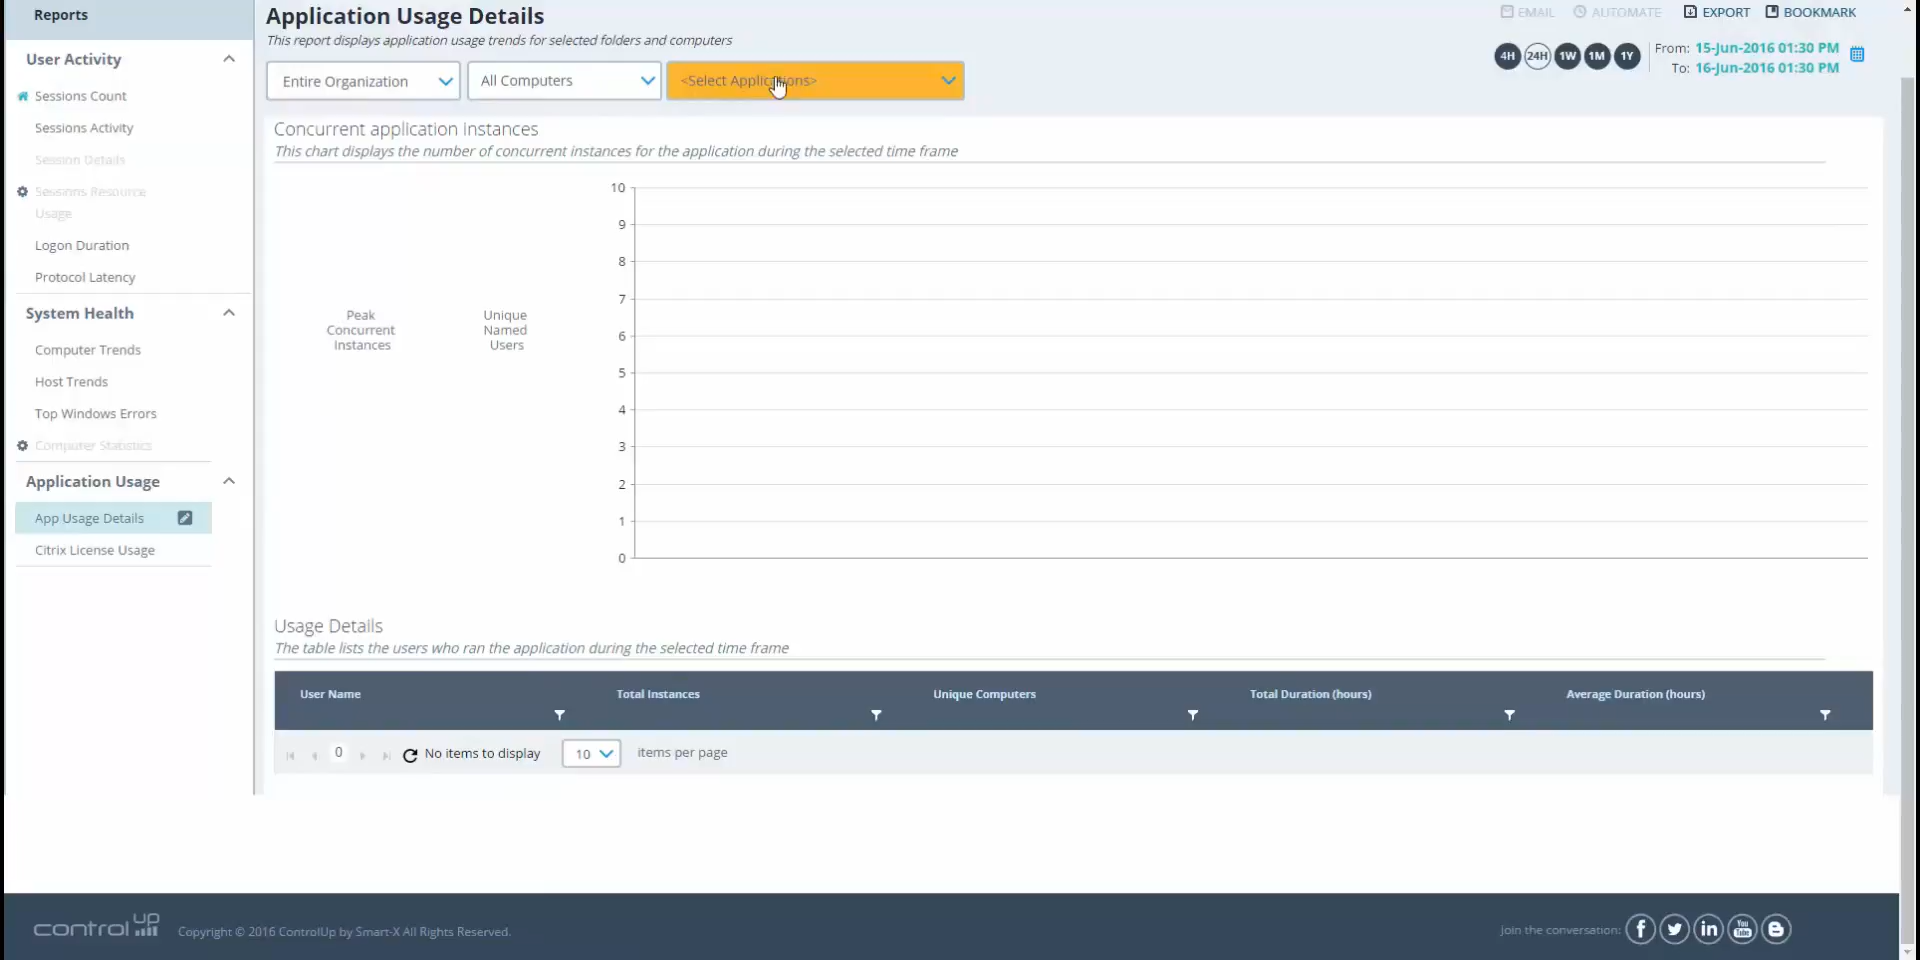 Reports
User Activity
Sessions Count
Sessions Activity
Session Details
Sessions Resource
Usage
Logon Duration
Protocol Latency
System Health
Computer Trends
Host Trends
Top Windows Errors
Computer Statistics
Application Usage
App Usage Details
Citrix License Usage
Application Usage Details
This report displays application usage trends for selected folders and computers
EMAIL AUTOMATE EXPORT BOOKMARK
4H 24H 1W 1M 1Y
From: 15-Jun-2016 01:30 PM
To: 16-Jun-2016 01:30 PM
Entire Organization All Computers <Select Applications>
Concurrent application instances
This chart displays the number of concurrent instances for the application during the selected time frame
Peak
Concurrent
Instances
Unique
Named
Users
10
9
8
7
6
5
4
3
2
1
0
Usage Details
The table lists the users who ran the application during the selected time frame
User Name Total Instances Unique Computers Total Duration (hours) Average Duration (hours)
0 No items to display 10 items per page
control up Copyright © 2016 ControlUp by Smart-X All Rights Reserved.
Join the conversation: f in You Tube B